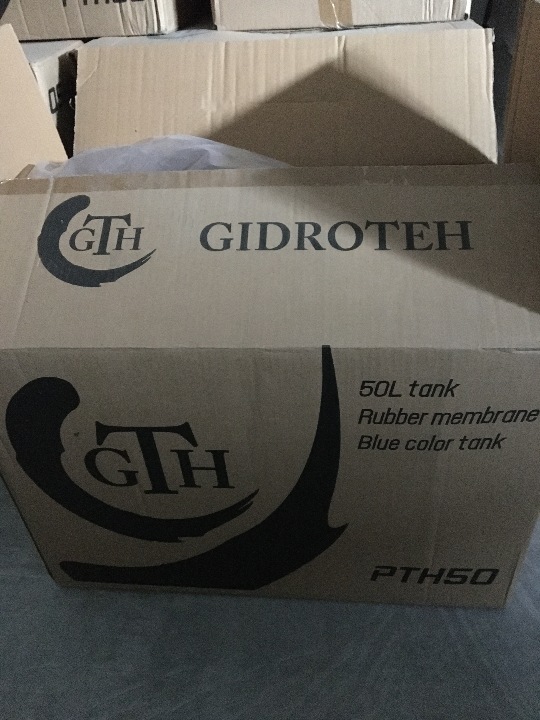 GTH GIDROTEH
GTH
50L tank
Rubber membrane
Blue color tank
PTH50